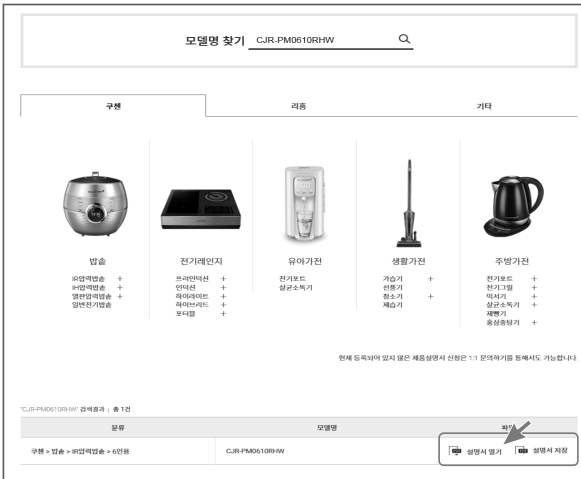 모델명 찾기 CJR-PM0610RHW
쿠첸 리홈 기타
밥솥
IR압력밥솥 +
IH압력밥솥 +
열판압력밥솥 +
일반전기밥솥
전기레인지
프리인덕션 +
인덕션 +
하이라이트 +
하이브리드 +
포터블 +
유아가전
전기포트
살균소독기
생활가전
가습기 +
선풍기
청소기 +
제습기
주방가전
전기포트 +
전기그릴 +
믹서기 +
살균소독기 +
제빵기
홍삼중탕기 +
현재 등록되어 있지 않은 제품설명서 신청은 1:1 문의하기를 통해서도 가능합니다.
"CJR-PM0610RHW" 검색결과 | 총 1건
분류 모델명
쿠첸 > 밥솥 > IR압력밥솥 > 6인용 CJR-PM0610RHW 설명서 열기 설명서 저장